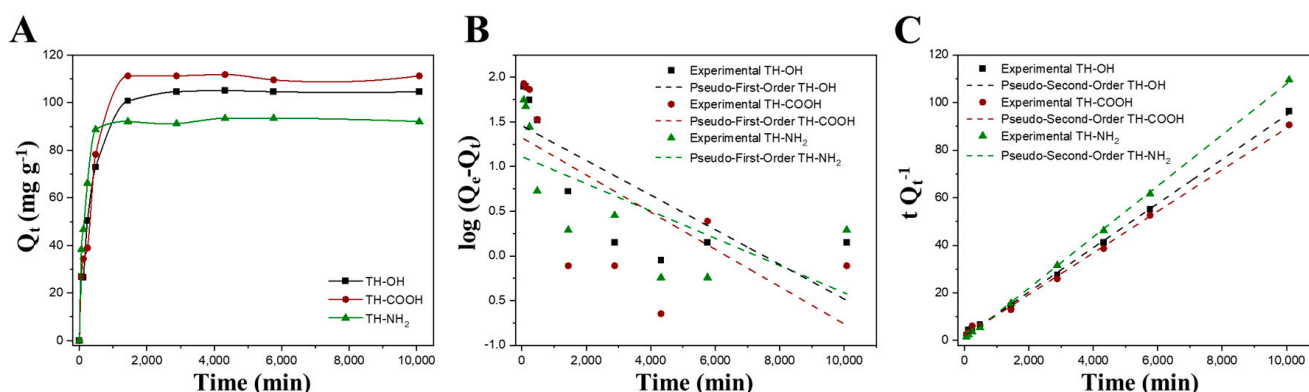 A
Q_t (mg g⁻¹)
120
100
80
60
40
20
0
TH-OH
TH-COOH
TH-NH₂
0
2,000
4,000
6,000
8,000
10,000
Time (min)
B
log (Q_e-Q_t)
2.0
1.5
1.0
0.5
0.0
0.5
-1.0
Experimental TH-OH
Pseudo-First-Order TH-OH
Experimental TH-COOH
Pseudo-First-Order TH-COOH
Experimental TH-NH₂
Pseudo-First-Order TH-NH₂
0
2,000
4,000
6,000
8,000
10,000
Time (min)
C
t Q_t⁻¹
120
100
80
60
40
20
0
Experimental TH-OH
Pseudo-Second-Order TH-OH
Experimental TH-COOH
Pseudo-Second-Order TH-COOH
Experimental TH-NH₂
Pseudo-Second-Order TH-NH₂
0
2,000
4,000
6,000
8,000
10,000
Time (min)